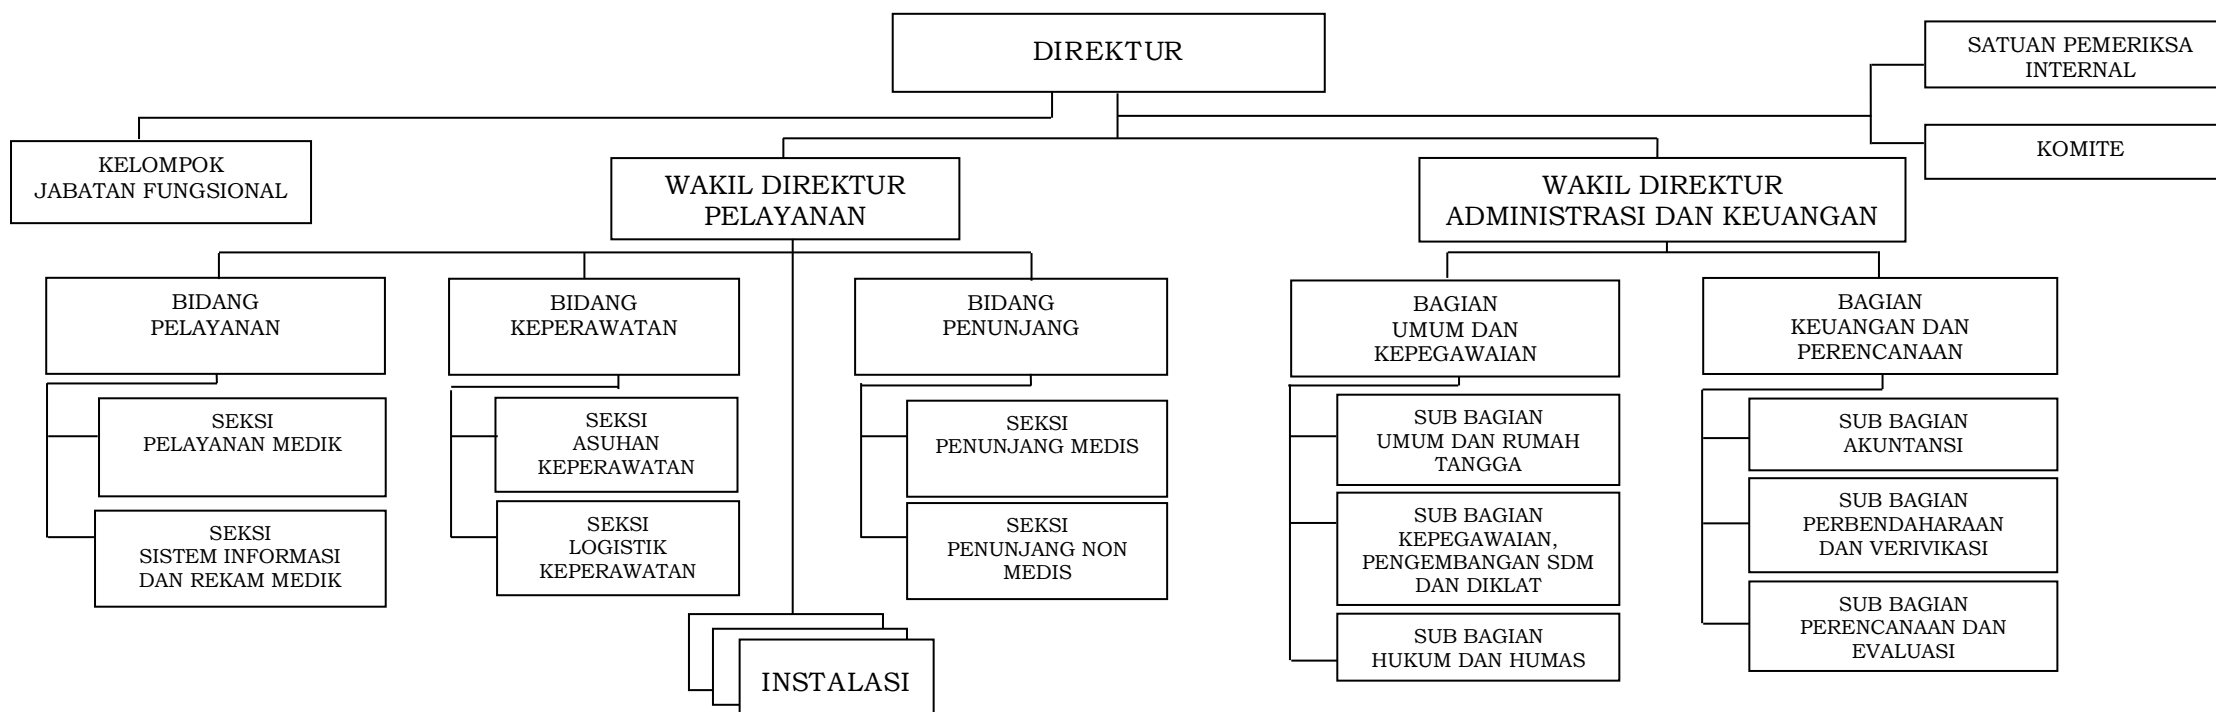 DIREKTUR
SATUAN PEMERIKSA
INTERNAL
KOMITE
KELOMPOK
JABATAN FUNGSIONAL
WAKIL DIREKTUR
PELAYANAN
WAKIL DIREKTUR
ADMINISTRASI DAN KEUANGAN
BIDANG
PELAYANAN
BIDANG
KEPERAWATAN
BIDANG
PENUNJANG
BAGIAN
UMUM DAN
KEPEGAWAIAN
BAGIAN
KEUANGAN DAN
PERENCANAAN
SEKSI
PELAYANAN MEDIK
SEKSI
SISTEM INFORMASI
DAN REKAM MEDIK
SEKSI
ASUHAN
KEPERAWATAN
SEKSI
LOGISTIK
KEPERAWATAN
SEKSI
PENUNJANG MEDIS
SEKSI
PENUNJANG NON
MEDIS
SUB BAGIAN
UMUM DAN RUMAH
TANGGA
SUB BAGIAN
KEPEGAWAIAN,
PENGEMBANGAN SDM
DAN DIKLAT
SUB BAGIAN
HUKUM DAN HUMAS
SUB BAGIAN
AKUNTANSI
SUB BAGIAN
PERBENDAHARAAN
DAN VERIVIKASI
SUB BAGIAN
PERENCANAAN DAN
EVALUASI
INSTALASI